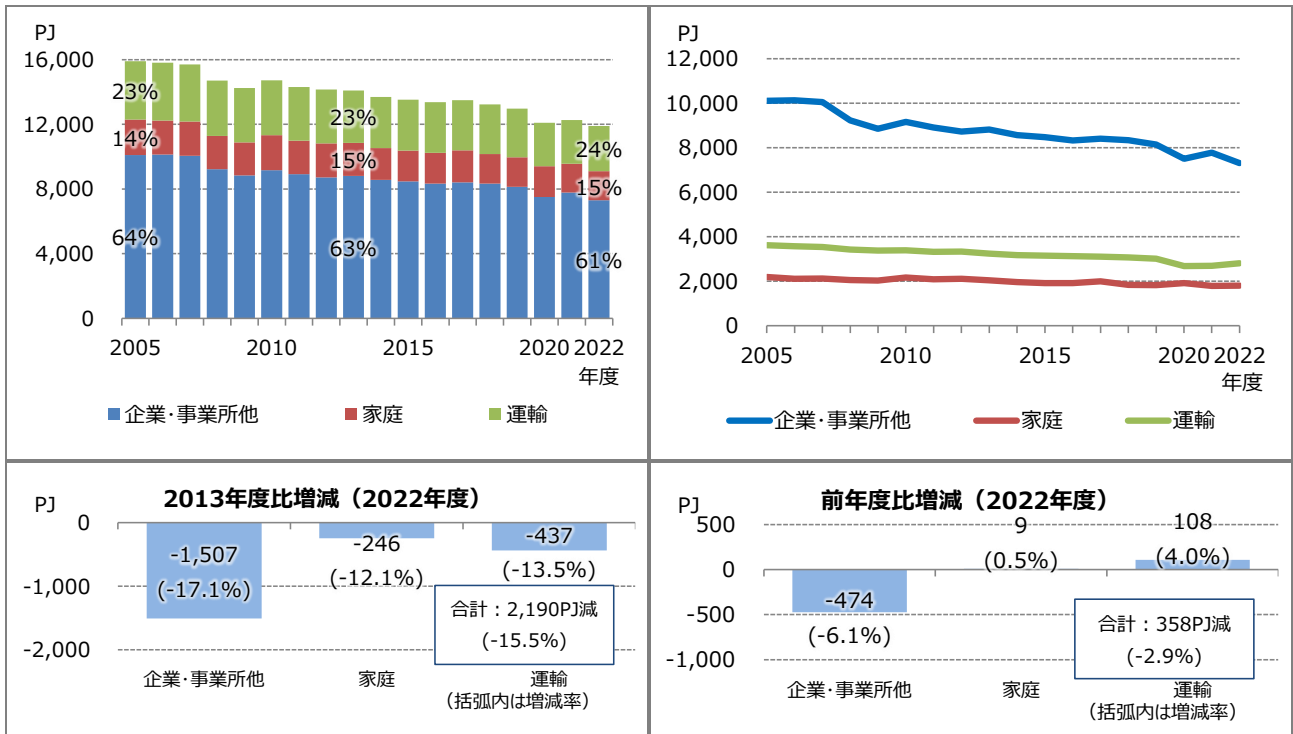 PJ
16,000
12,000
8,000
4,000
0
23%
14%
64%
23%
15%
63%
24%
15%
61%
2005 2010 2015 2020 2022
年度
企業･事業所他 家庭 運輸
PJ
12,000
10,000
8,000
6,000
4,000
2,000
0
2005 2010 2015 2020 2022
年度
企業･事業所他 家庭 運輸
2013年度比増減（2022年度）
PJ
0
-1,000
-2,000
-1,507
(-17.1%)
-246
(-12.1%)
-437
(-13.5%)
合計：2,190PJ減
(-15.5%)
企業･事業所他 家庭 運輸
（括弧内は増減率）
前年度比増減（2022年度）
PJ
500
0
-500
-1,000
-474
(-6.1%)
9
(0.5%)
108
(4.0%)
合計：358PJ減
(-2.9%)
企業･事業所他 家庭 運輸
（括弧内は増減率）